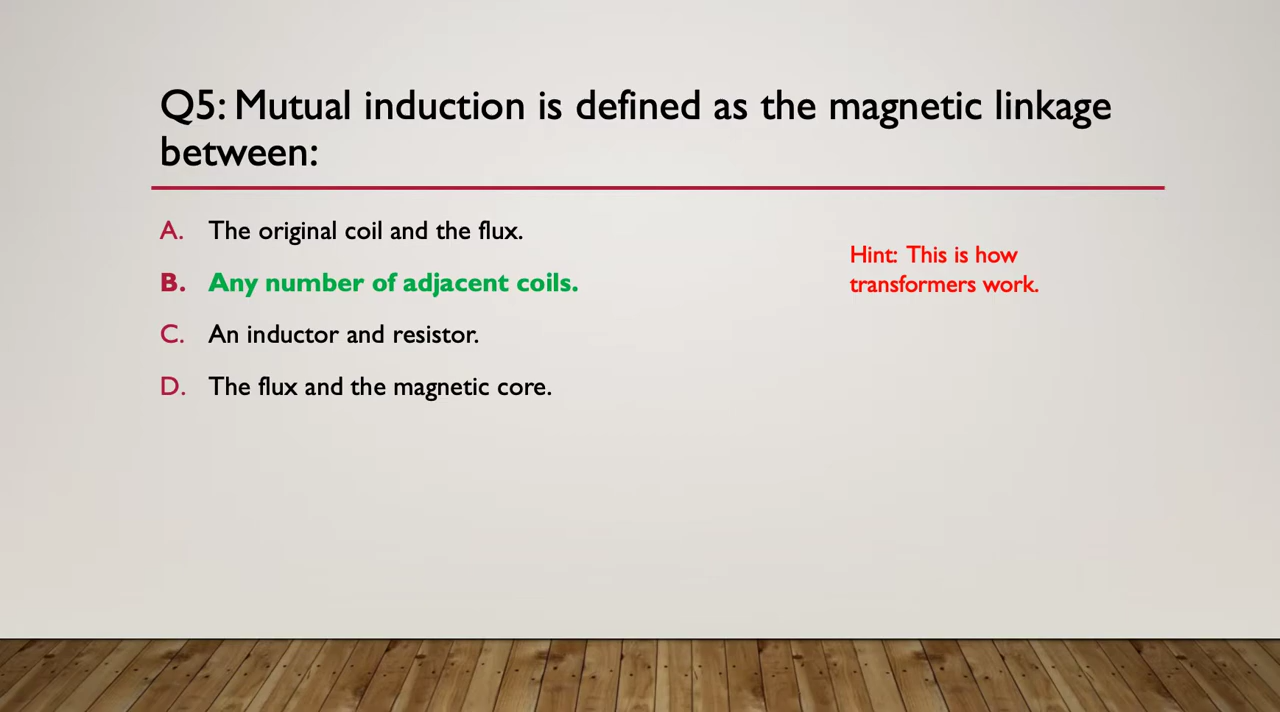 Q5: Mutual induction is defined as the magnetic linkage
between:
A. The original coil and the flux.
B. Any number of adjacent coils.
C. An inductor and resistor.
D. The flux and the magnetic core.
Hint: This is how
transformers work.